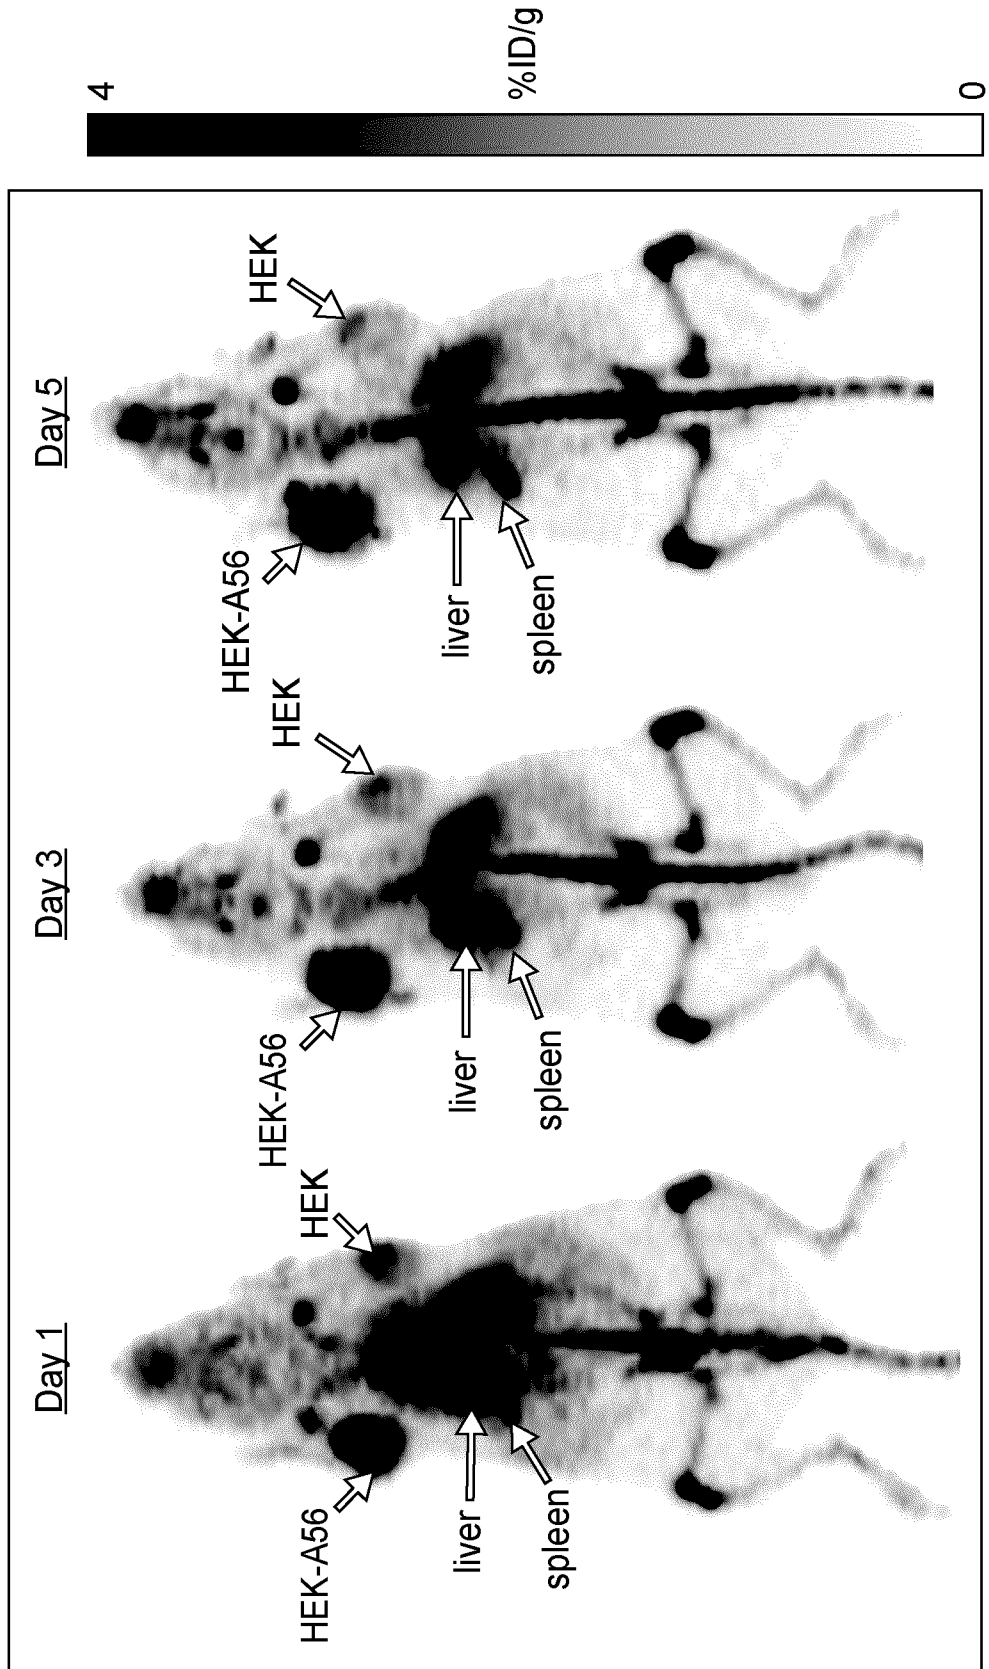 Day 1
HEK-A56
HEK
liver
spleen
Day 3
HEK-A56
HEK
liver
spleen
Day 5
HEK-A56
HEK
liver
spleen
4
%ID/g
0